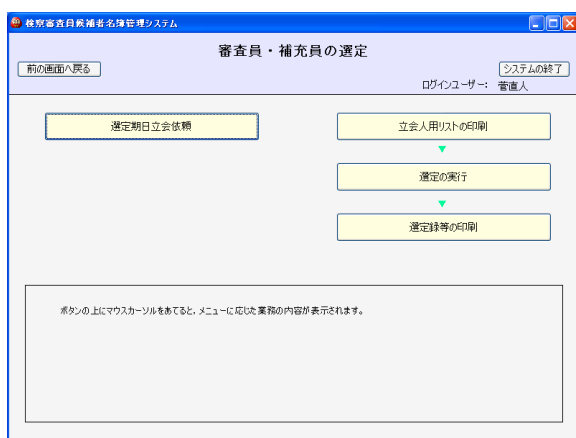 検察審査員候補者名簿管理システム
審査員・補充員の選定
前の画面へ戻る
システムの終了
ログインユーザー: 菅直人
選定期日立会依頼
立会人用リストの印刷
選定の実行
選定録等の印刷
ボタンの上にマウスカーソルをあてると、メニューに応じた業務の内容が表示されます。